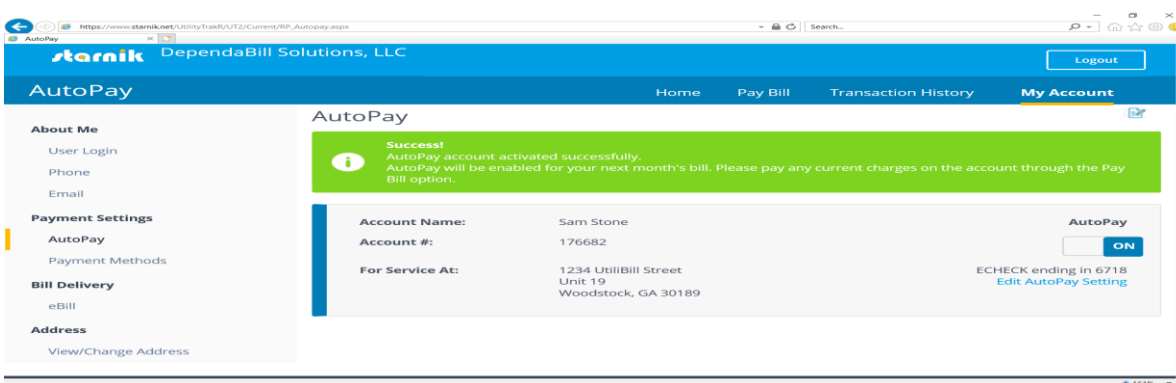 https://www.starnik.net/UtilityTrakR/UT2/Current/RP_Autopay.aspx
Search...
AutoPay
starnik DependaBill Solutions, LLC
Logout
AutoPay
Home Pay Bill Transaction History My Account
About Me
User Login
Phone
Email
Payment Settings
AutoPay
Payment Methods
Bill Delivery
eBill
Address
View/Change Address
AutoPay
Success!
AutoPay account activated successfully.
AutoPay will be enabled for your next month's bill. Please pay any current charges on the account through the Pay
Bill option.
Account Name: Sam Stone
AutoPay
Account #: 176682
ON
For Service At: 1234 UtiliBill Street
Unit 19
Woodstock, GA 30189
ECHECK ending in 6718
Edit AutoPay Setting